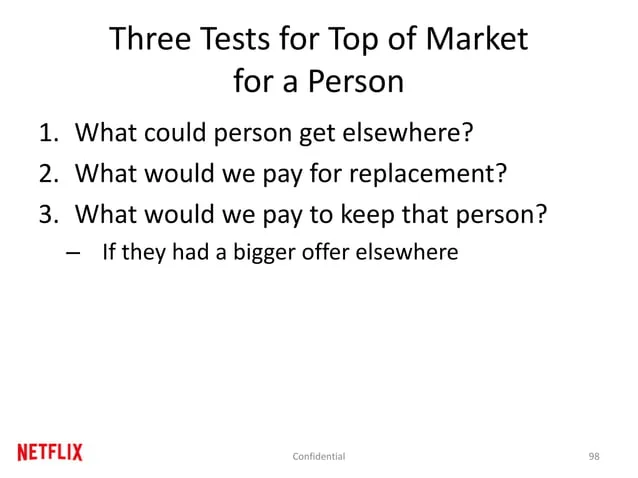 Three Tests for Top of Market
for a Person
1. What could person get elsewhere?
2. What would we pay for replacement?
3. What would we pay to keep that person?
– If they had a bigger offer elsewhere
NETFLIX
Confidential
98